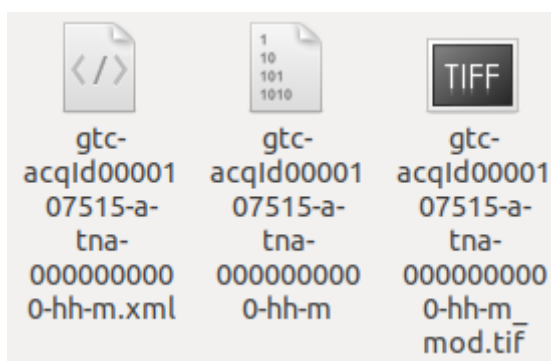 </>
gtc-
acqId00001
07515-a-
tna-
000000000
0-hh-m.xml
1
10
101
1010
gtc-
acqId00001
07515-a-
tna-
000000000
0-hh-m
TIFF
gtc-
acqId00001
07515-a-
tna-
000000000
0-hh-m_
mod.tif